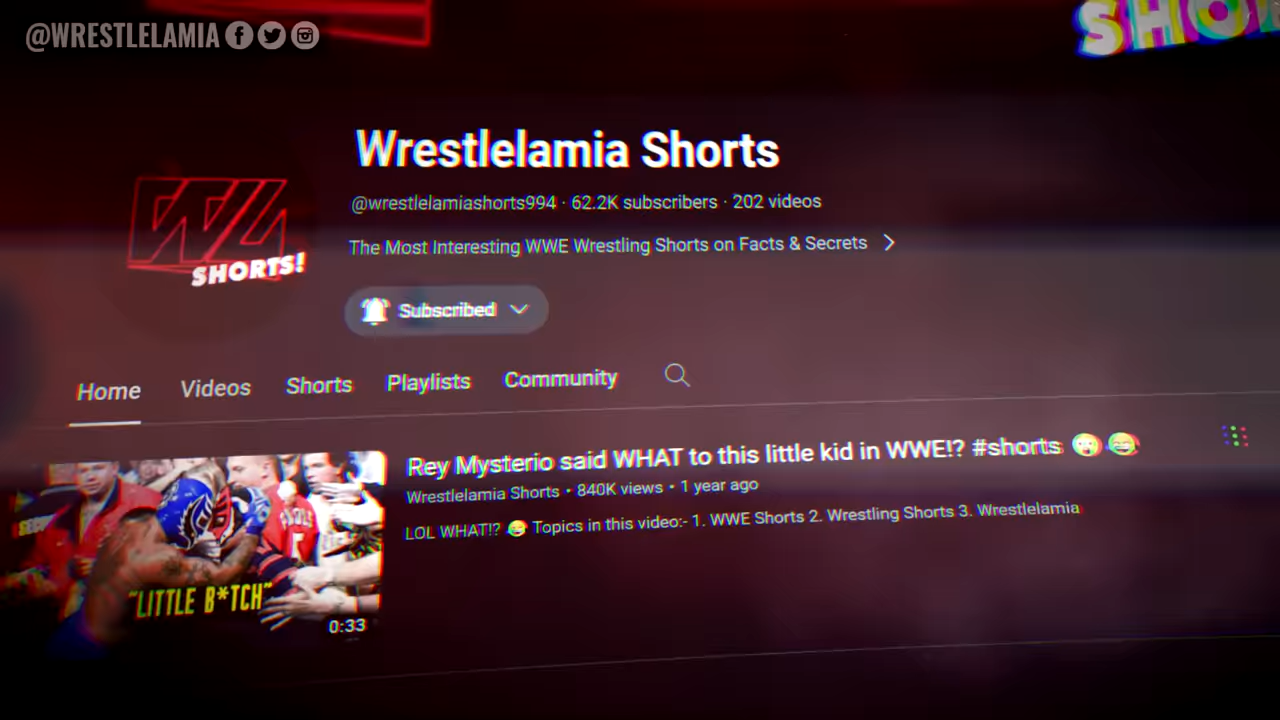 @WRESTLELAMIA
SHO
Wrestlelamia Shorts
@wrestlelamiashorts994 · 62.2K subscribers · 202 videos
The Most Interesting WWE Wrestling Shorts on Facts & Secrets
WL
SHORTS!
Subscribed
Home Videos Shorts Playlists Community
Rey Mysterio said WHAT to this little kid in WWE!? #shorts 😳😂
Wrestlelamia Shorts • 840K views • 1 year ago
LOL WHAT!? 😂 Topics in this video:- 1. WWE Shorts 2. Wrestling Shorts 3. Wrestlelamia
"LITTLE B*TCH"
0:33